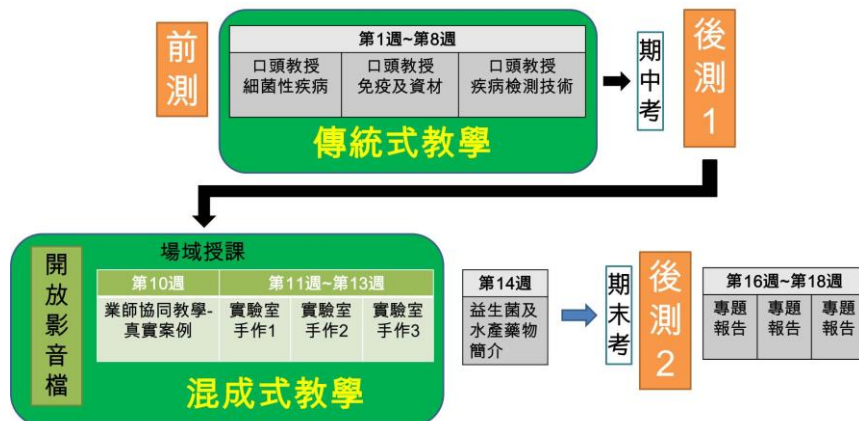 前測
第1週~第8週
口頭教授
細菌性疾病
口頭教授
免疫及資材
口頭教授
疾病檢測技術
傳統式教學
期中考
後測1
開放影音檔
場域授課
第10週
第11週~第13週
業師協同教學-
真實案例
實驗室
手作1
實驗室
手作2
實驗室
手作3
混成式教學
第14週
益生菌及
水產藥物
簡介
期末考
後測2
第16週~第18週
專題
報告
專題
報告
專題
報告